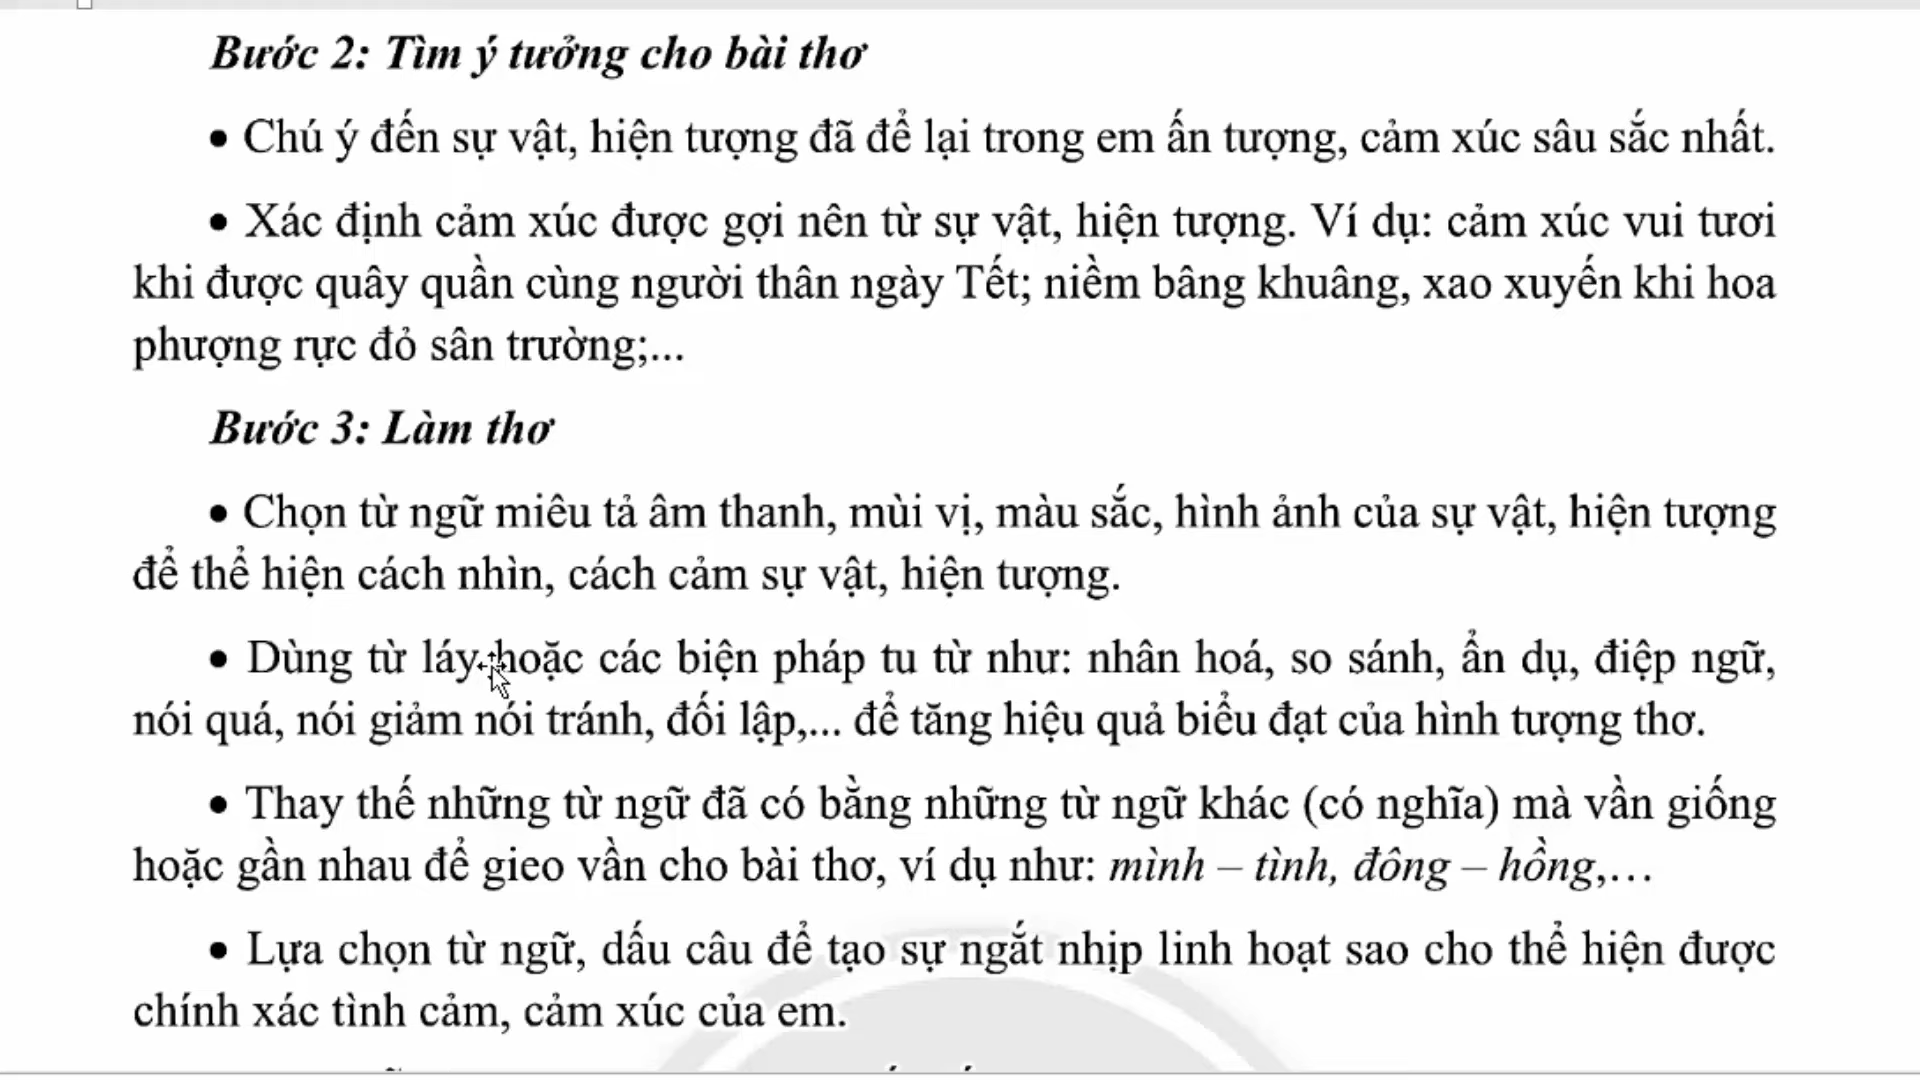 Bước 2: Tìm ý tưởng cho bài thơ
• Chú ý đến sự vật, hiện tượng đã để lại trong em ấn tượng, cảm xúc sâu sắc nhất.
• Xác định cảm xúc được gợi nên từ sự vật, hiện tượng. Ví dụ: cảm xúc vui tươi
khi được quây quần cùng người thân ngày Tết; niềm bâng khuâng, xao xuyến khi hoa
phượng rực đỏ sân trường;...
Bước 3: Làm thơ
• Chọn từ ngữ miêu tả âm thanh, mùi vị, màu sắc, hình ảnh của sự vật, hiện tượng
để thể hiện cách nhìn, cách cảm sự vật, hiện tượng.
• Dùng từ láy hoặc các biện pháp tu từ như: nhân hoá, so sánh, ẩn dụ, điệp ngữ,
nói quá, nói giảm nói tránh, đối lập,... để tăng hiệu quả biểu đạt của hình tượng thơ.
• Thay thế những từ ngữ đã có bằng những từ ngữ khác (có nghĩa) mà vần giống
hoặc gần nhau để gieo vần cho bài thơ, ví dụ như: mình – tình, đông – hồng,…
• Lựa chọn từ ngữ, dấu câu để tạo sự ngắt nhịp linh hoạt sao cho thể hiện được
chính xác tình cảm, cảm xúc của em.